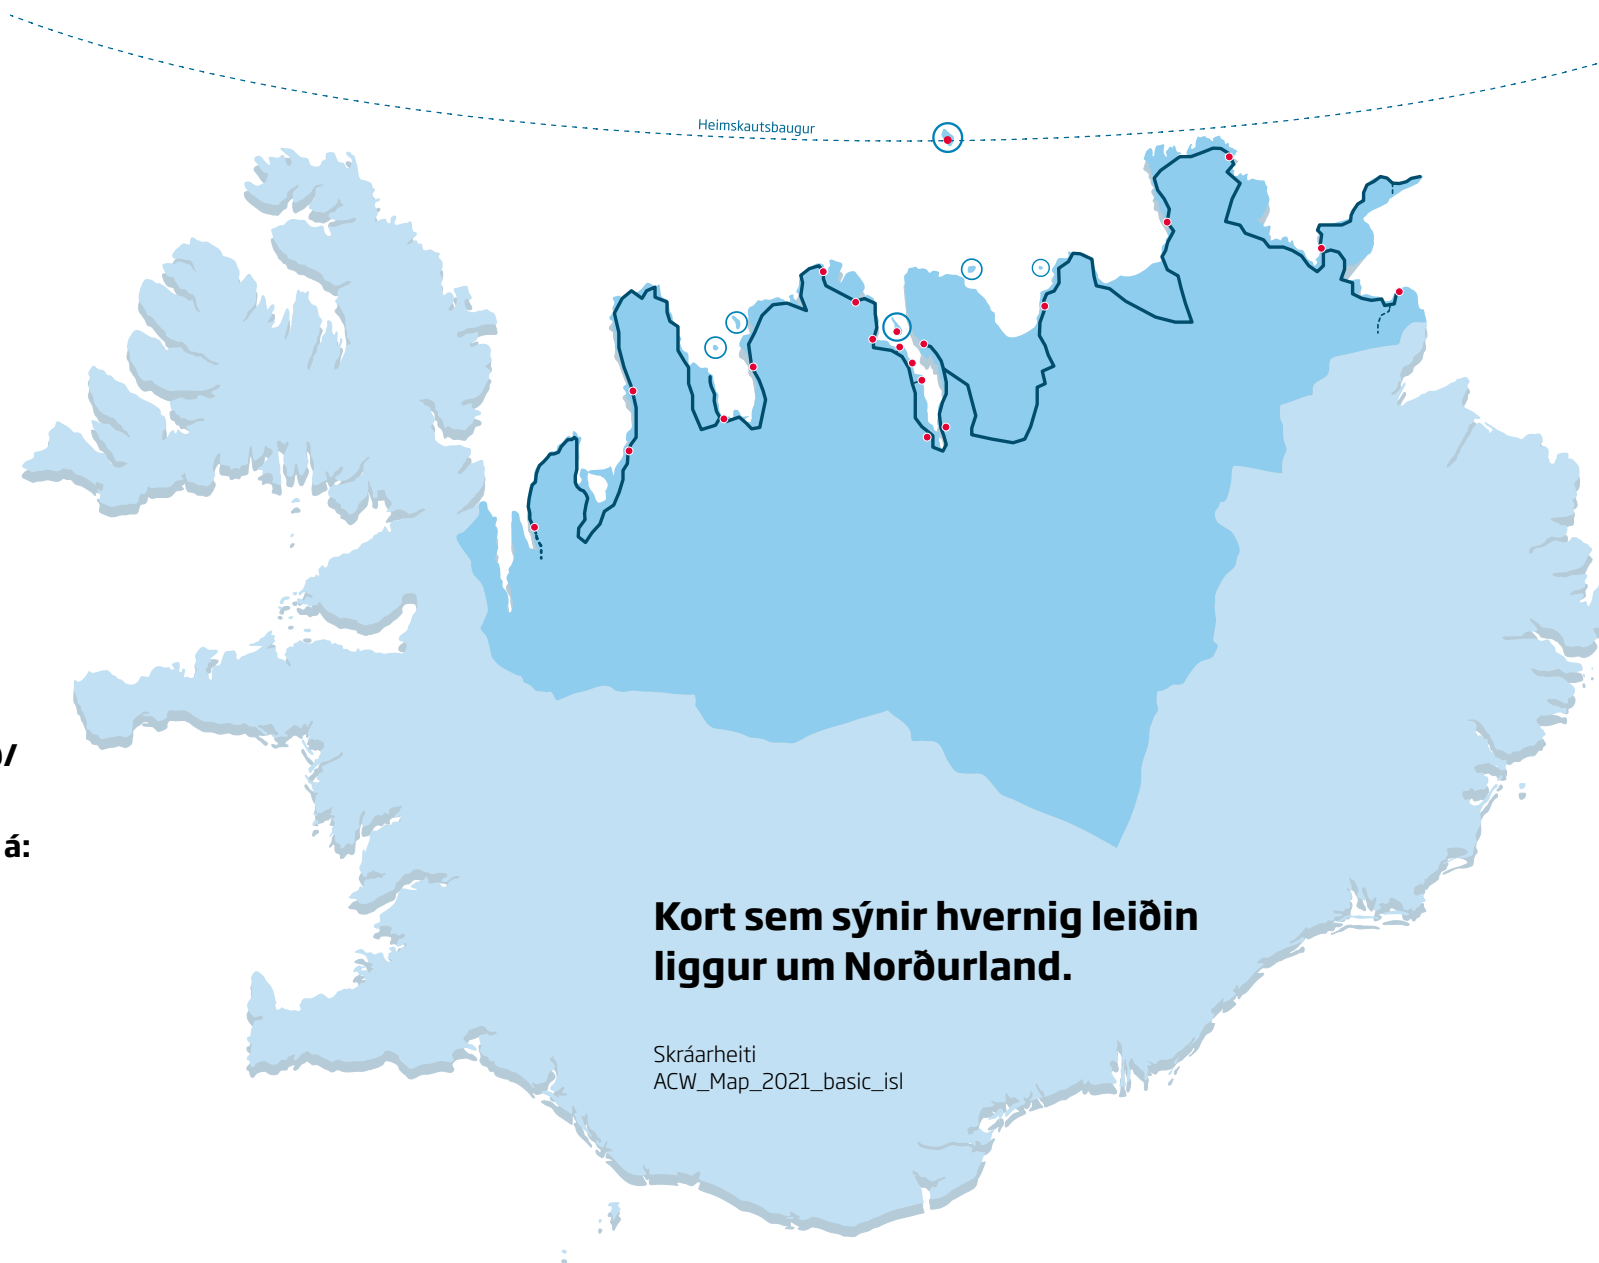 Heimskautsbaugur
á:
Kort sem sýnir hvernig leiðin
liggur um Norðurland.
Skráarheiti
ACW_Map_2021_basic_isl